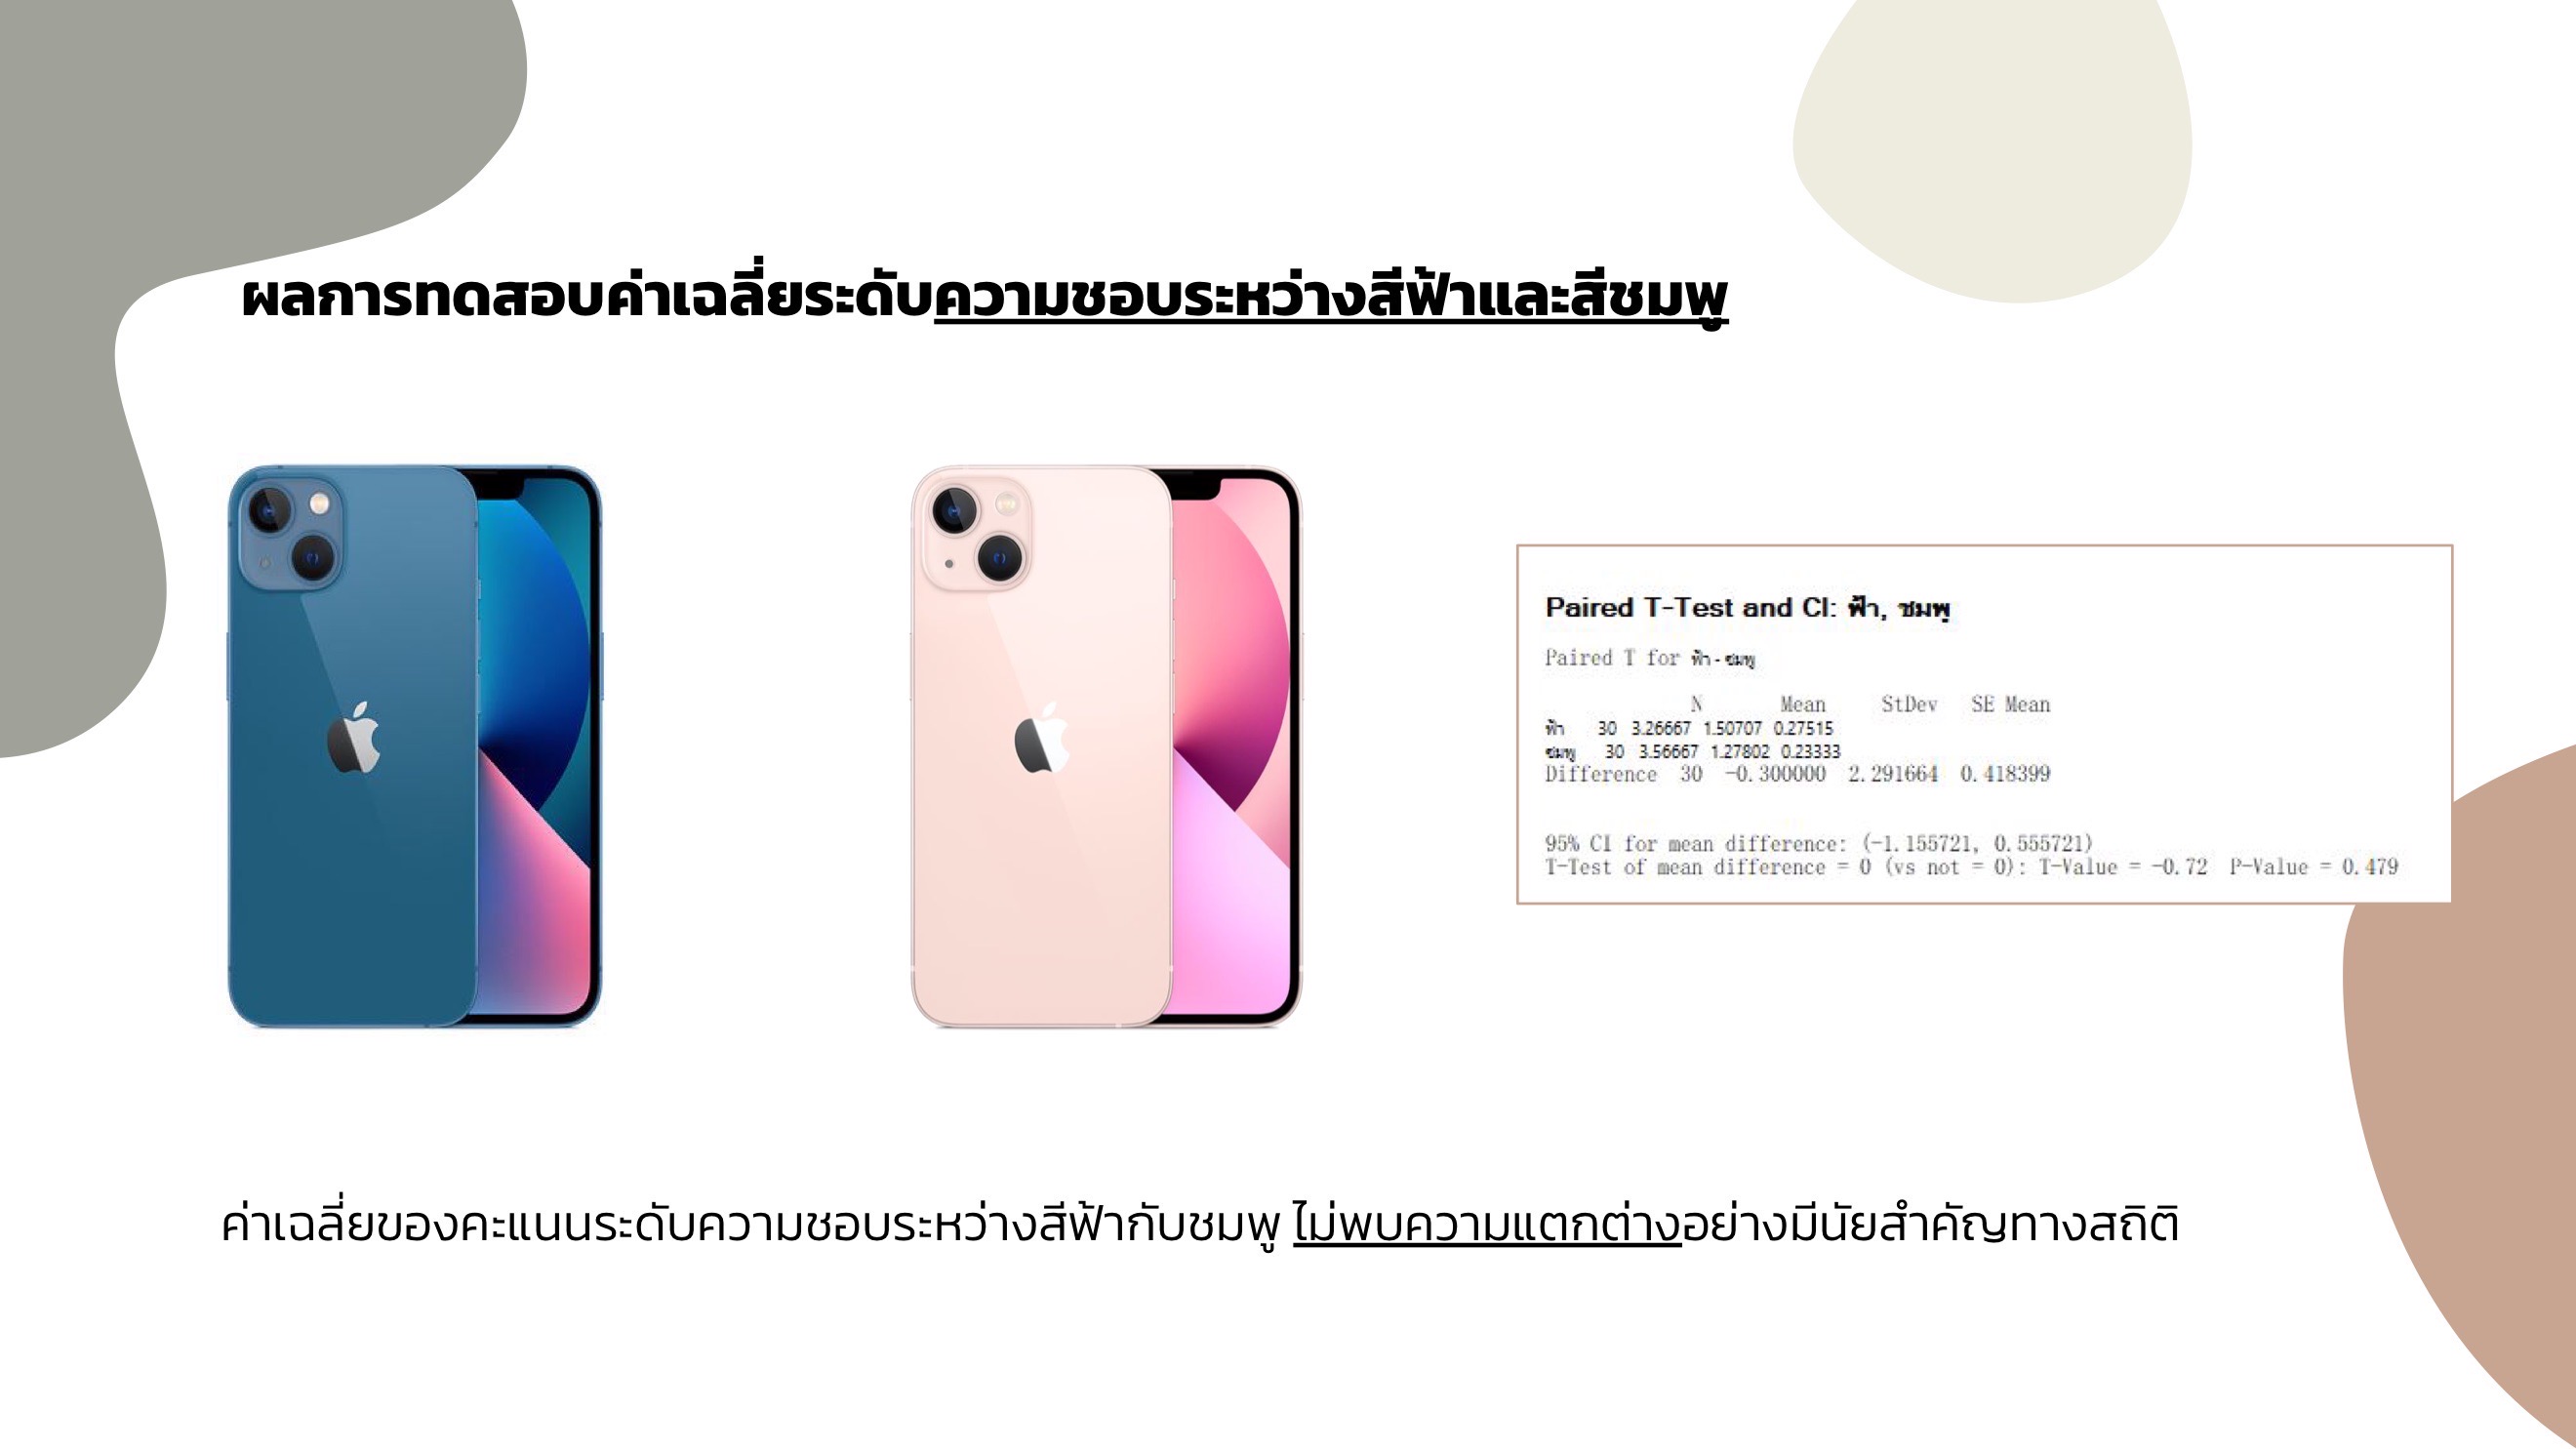 ผลการทดสอบค่าเฉลี่ยระดับความชอบระหว่างสีฟ้าและสีชมพู
Paired T-Test and CI: ฟ้า, ชมพู
Paired T for ฟ้า - ชมพู
N Mean StDev SE Mean
ฟ้า 30 3.26667 1.50707 0.27515
ชมพู 30 3.56667 1.27802 0.23333
Difference 30 -0.300000 2.291664 0.418399
95% CI for mean difference: (-1.155721, 0.555721)
T-Test of mean difference = 0 (vs not = 0): T-Value = -0.72 P-Value = 0.479
ค่าเฉลี่ยของคะแนนระดับความชอบระหว่างสีฟ้ากับชมพู ไม่พบความแตกต่างอย่างมีนัยสำคัญทางสถิติ